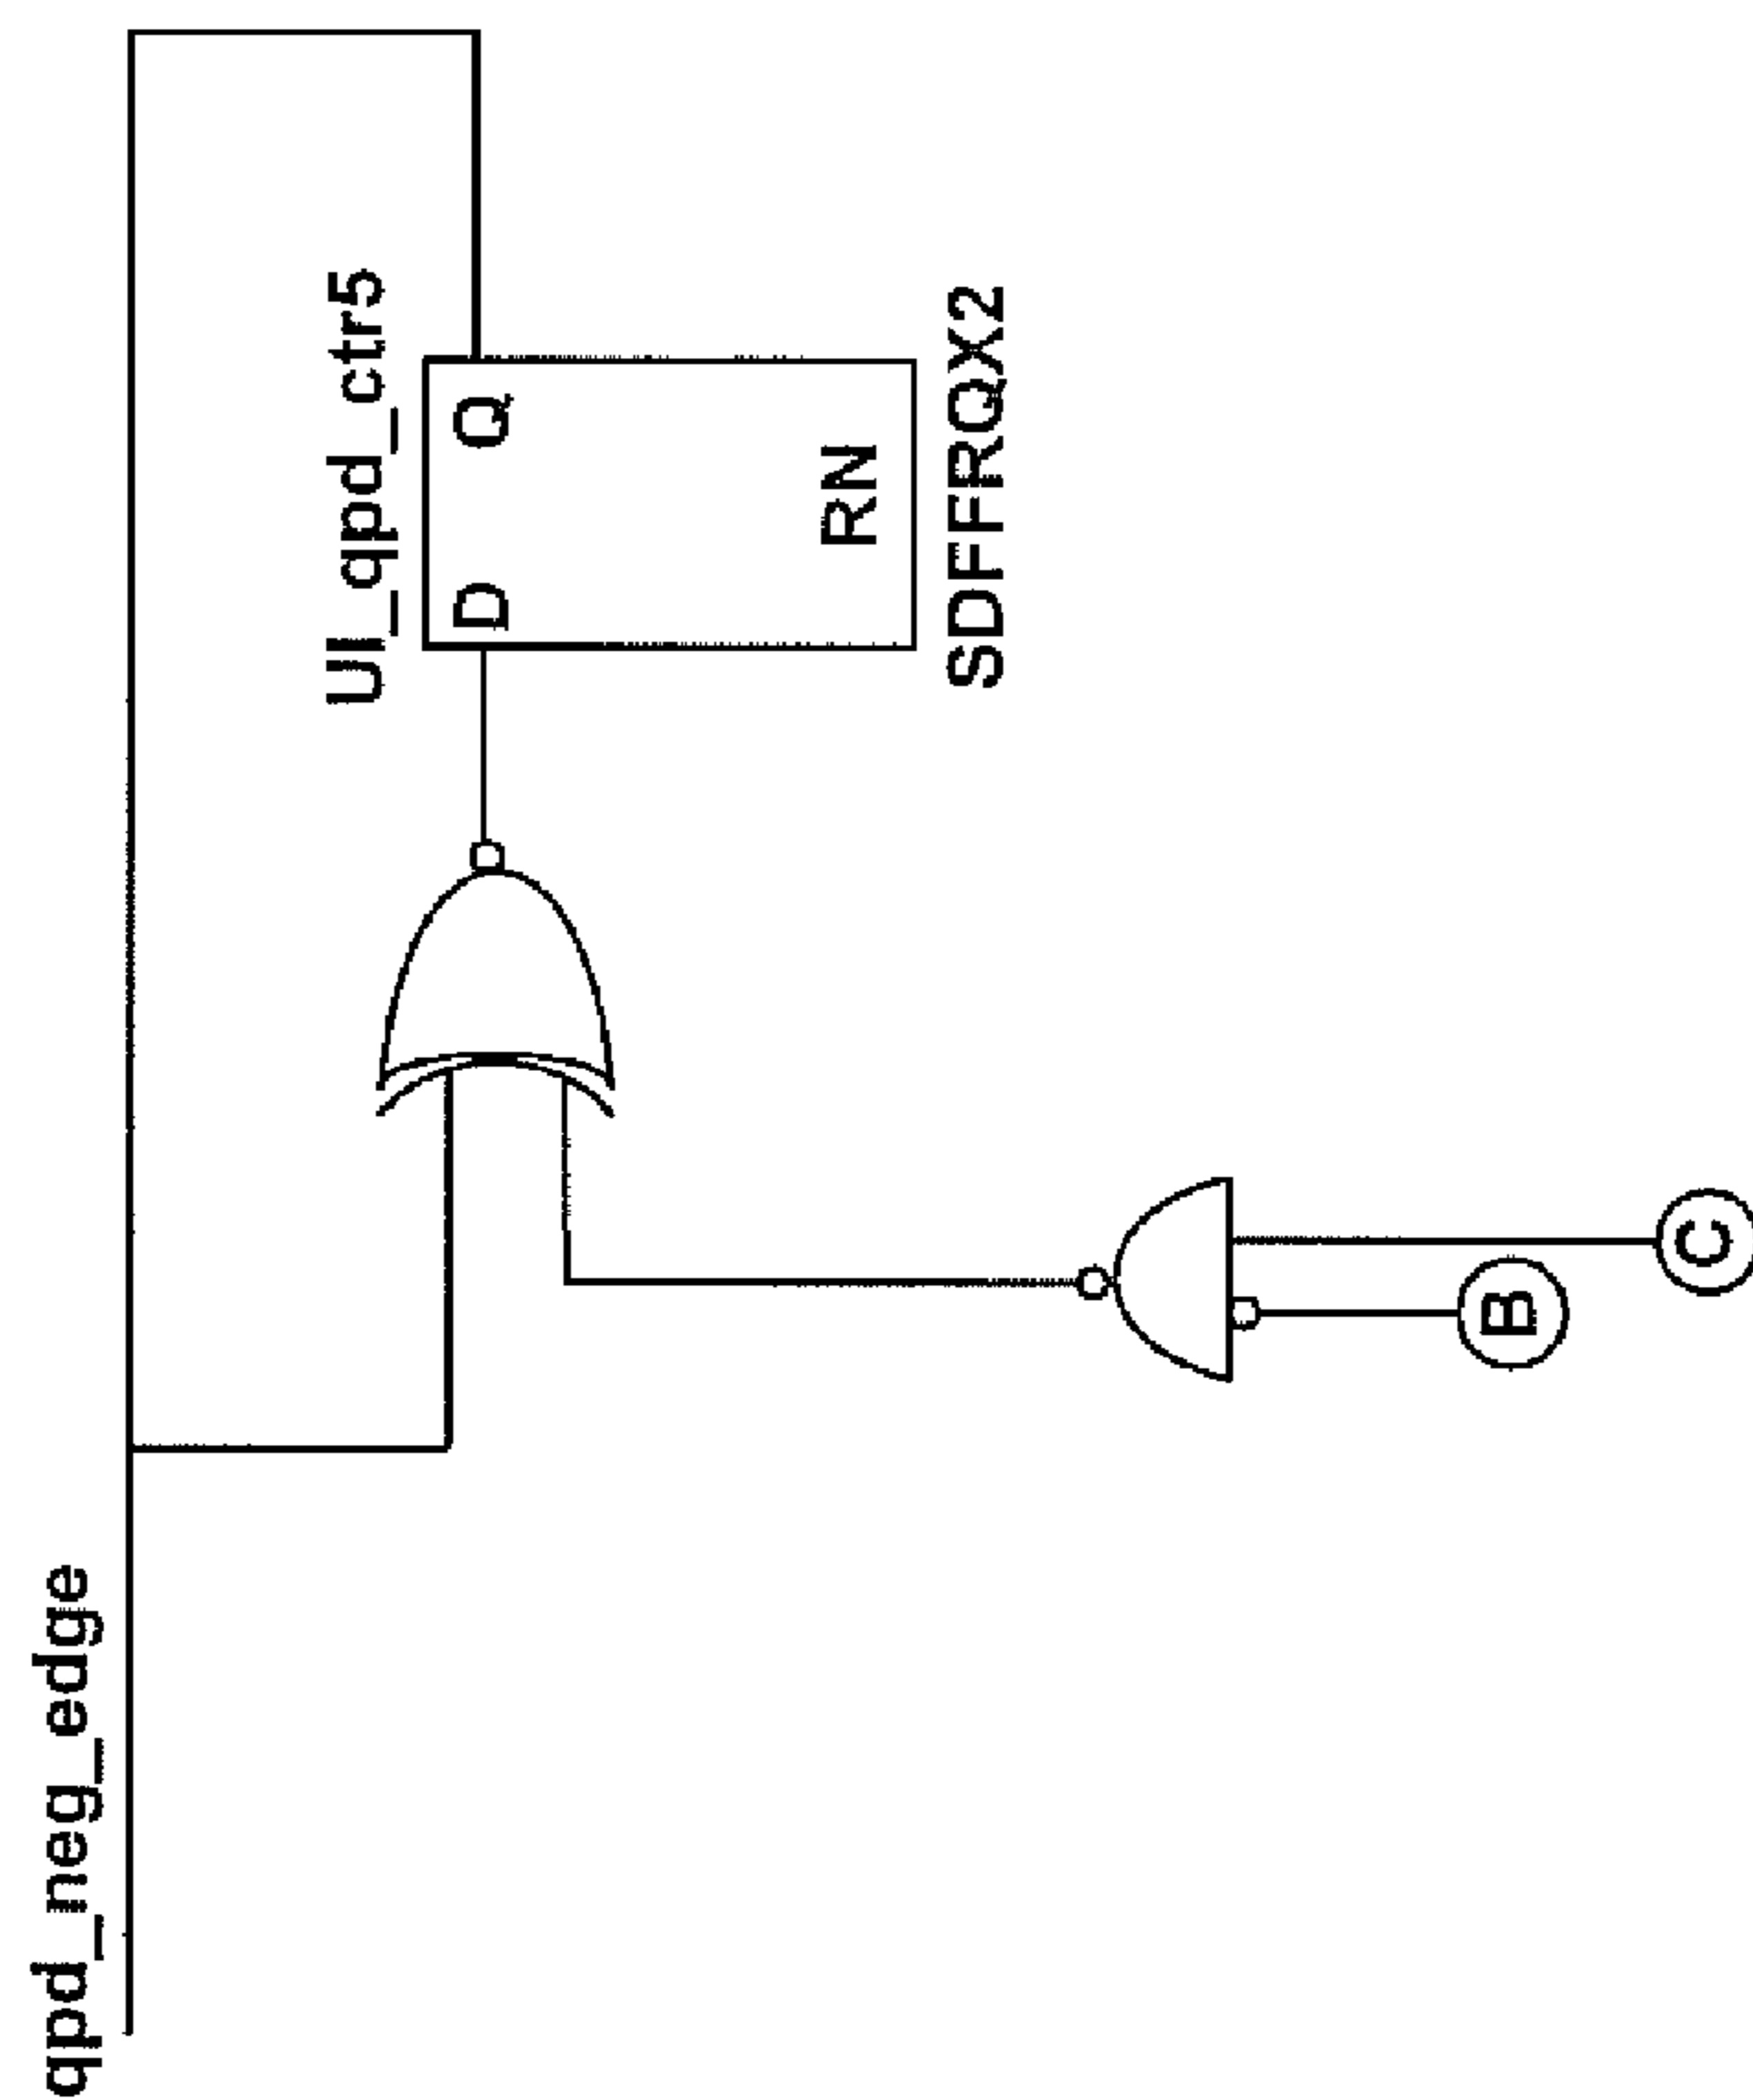 qpd_neg_edge
UI_qpd_ctr5
D Q
RN
SDFFRQX2
B
C